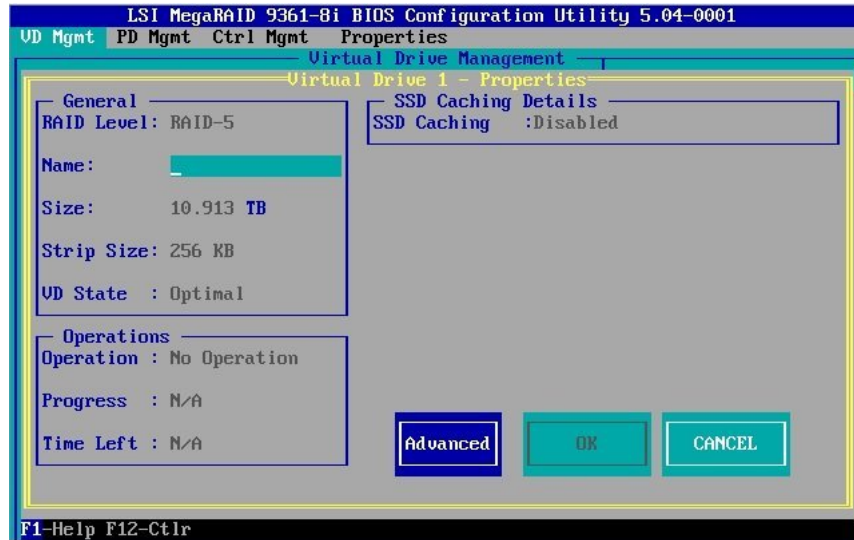 LSI MegaRAID 9361-8i BIOS Configuration Utility 5.04-0001
VD Mgmt PD Mgmt Ctrl Mgmt Properties
Virtual Drive Management
Virtual Drive 1 - Properties
General
RAID Level: RAID-5
Name:
Size: 10.913 TB
Strip Size: 256 KB
VD State : Optimal
SSD Caching Details
SSD Caching :Disabled
Operations
Operation : No Operation
Progress : N/A
Time Left : N/A
Advanced
OK
CANCEL
F1-Help F12-Ctlr